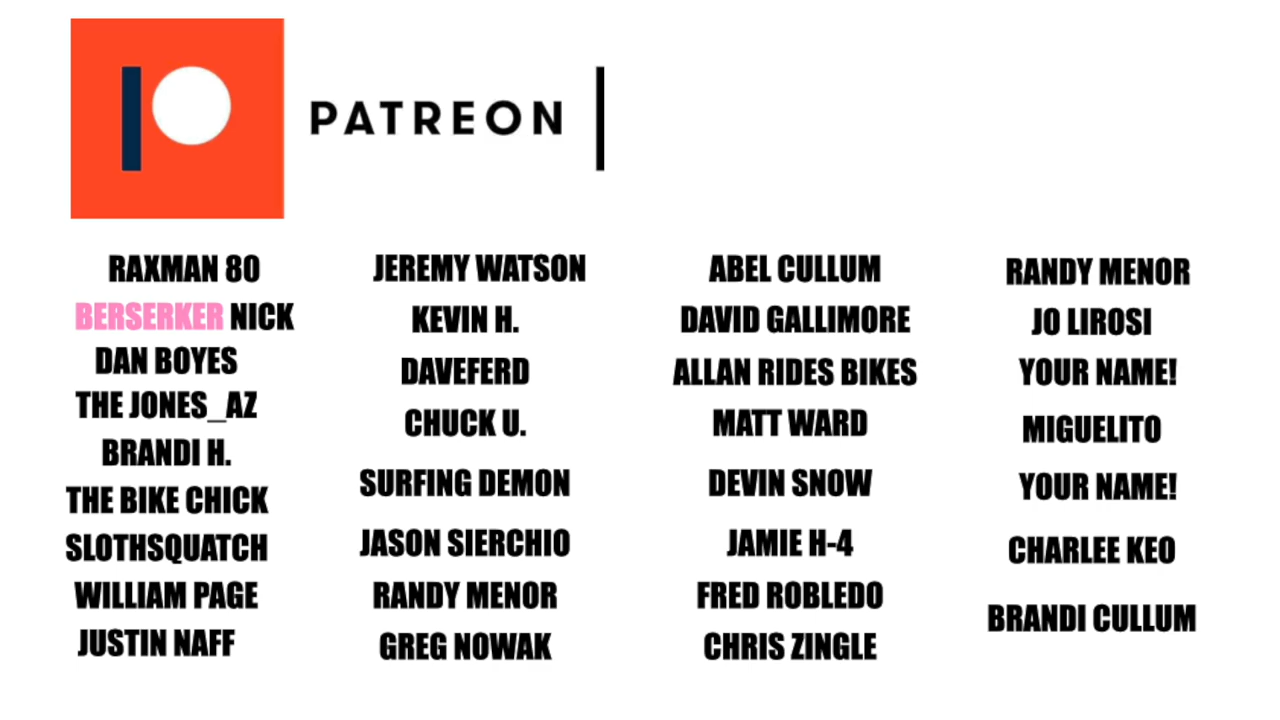 PATREON
RAXMAN 80
BERSERKER NICK
DAN BOYES
THE JONES_AZ
BRANDI H.
THE BIKE CHICK
SLOTHSQUATCH
WILLIAM PAGE
JUSTIN NAFF
JEREMY WATSON
KEVIN H.
DAVEFERD
CHUCK U.
SURFING DEMON
JASON SIERCHIO
RANDY MENOR
GREG NOWAK
ABEL CULLUM
DAVID GALLIMORE
ALLAN RIDES BIKES
MATT WARD
DEVIN SNOW
JAMIE H-4
FRED ROBLEDO
CHRIS ZINGLE
RANDY MENOR
JO LIROSI
YOUR NAME!
MIGUELITO
YOUR NAME!
CHARLEE KEO
BRANDI CULLUM